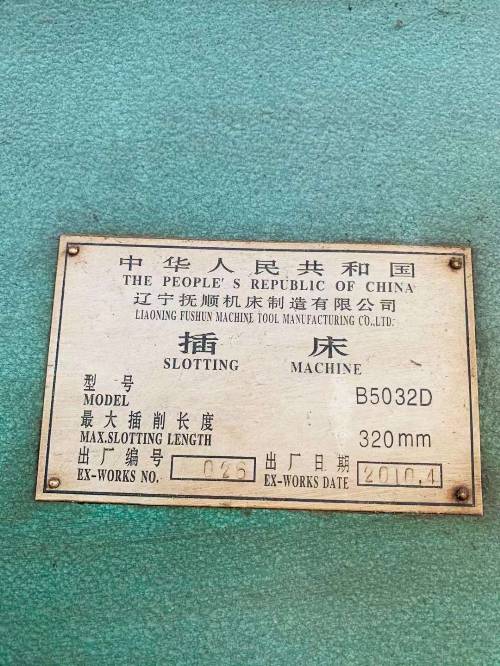 中华人民共和国
THE PEOPLE'S REPUBLIC OF CHINA
辽宁抚顺机床制造有限公司
LIAONING FUSHUN MACHINE TOOL MANUFACTURING CO.,LTD.
插 床
SLOTTING MACHINE
型号
MODEL B5032D
最大插削长度
MAX.SLOTTING LENGTH 320mm
出厂编号 026 出厂日期 2010.4
EX-WORKS NO. EX-WORKS DATE